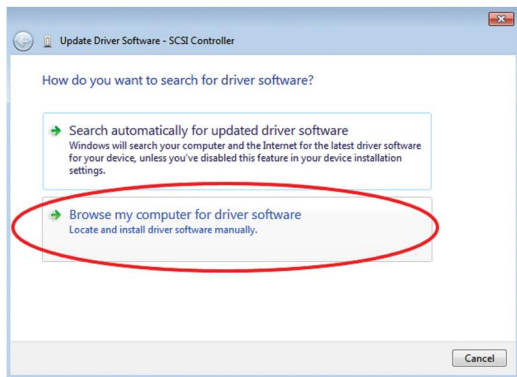 Update Driver Software - SCSI Controller
How do you want to search for driver software?
Search automatically for updated driver software
Windows will search your computer and the Internet for the latest driver software
for your device, unless you've disabled this feature in your device installation
settings.
Browse my computer for driver software
Locate and install driver software manually.
Cancel